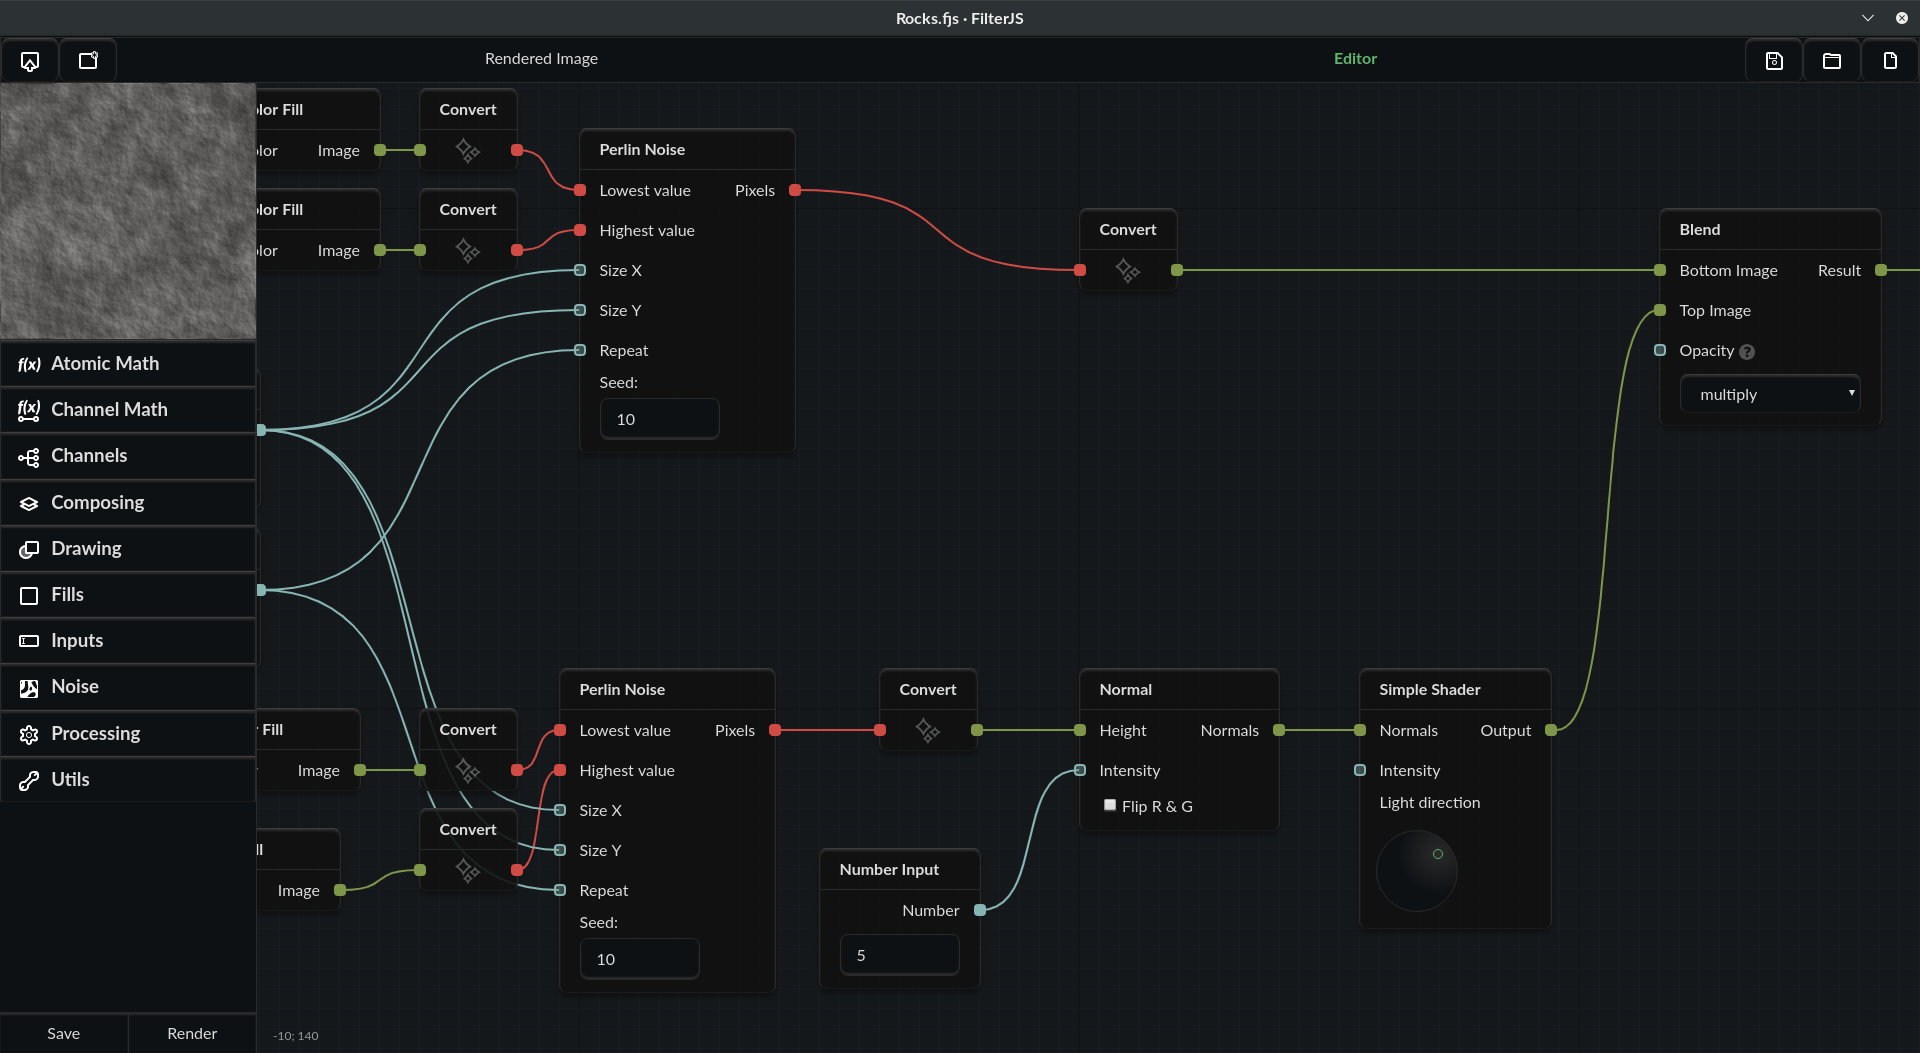 Rocks.fjs · FilterJS
Rendered Image
Editor
Atomic Math
Channel Math
Channels
Composing
Drawing
Fills
Inputs
Noise
Processing
Utils
Save
Render
-10; 140
olor Fill
olor
Image
Convert
olor Fill
olor
Image
Convert
Perlin Noise
Lowest value
Pixels
Highest value
Size X
Size Y
Repeat
Seed:
10
Convert
Blend
Bottom Image
Result
Top Image
Opacity ?
multiply
Fill
Image
Convert
ll
Image
Convert
Perlin Noise
Lowest value
Pixels
Highest value
Size X
Size Y
Repeat
Seed:
10
Convert
Number Input
Number
5
Normal
Height
Normals
Intensity
Flip R & G
Simple Shader
Normals
Output
Intensity
Light direction